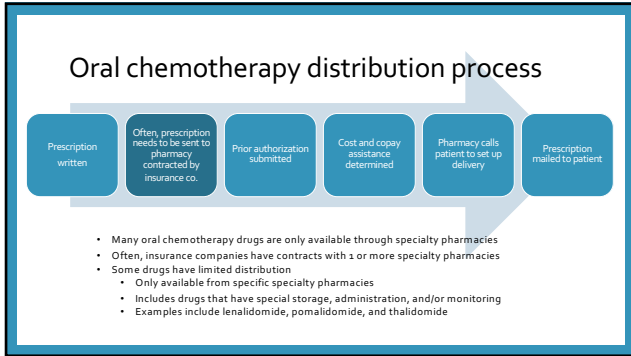 Oral chemotherapy distribution process
Prescription
written
Often, prescription
needs to be sent to
pharmacy
contracted by
insurance co.
Prior authorization
submitted
Cost and copay
assistance
determined
Pharmacy calls
patient to set up
delivery
Prescription
mailed to patient
• Many oral chemotherapy drugs are only available through specialty pharmacies
• Often, insurance companies have contracts with 1 or more specialty pharmacies
• Some drugs have limited distribution
• Only available from specific specialty pharmacies
• Includes drugs that have special storage, administration, and/or monitoring
• Examples include lenalidomide, pomalidomide, and thalidomide